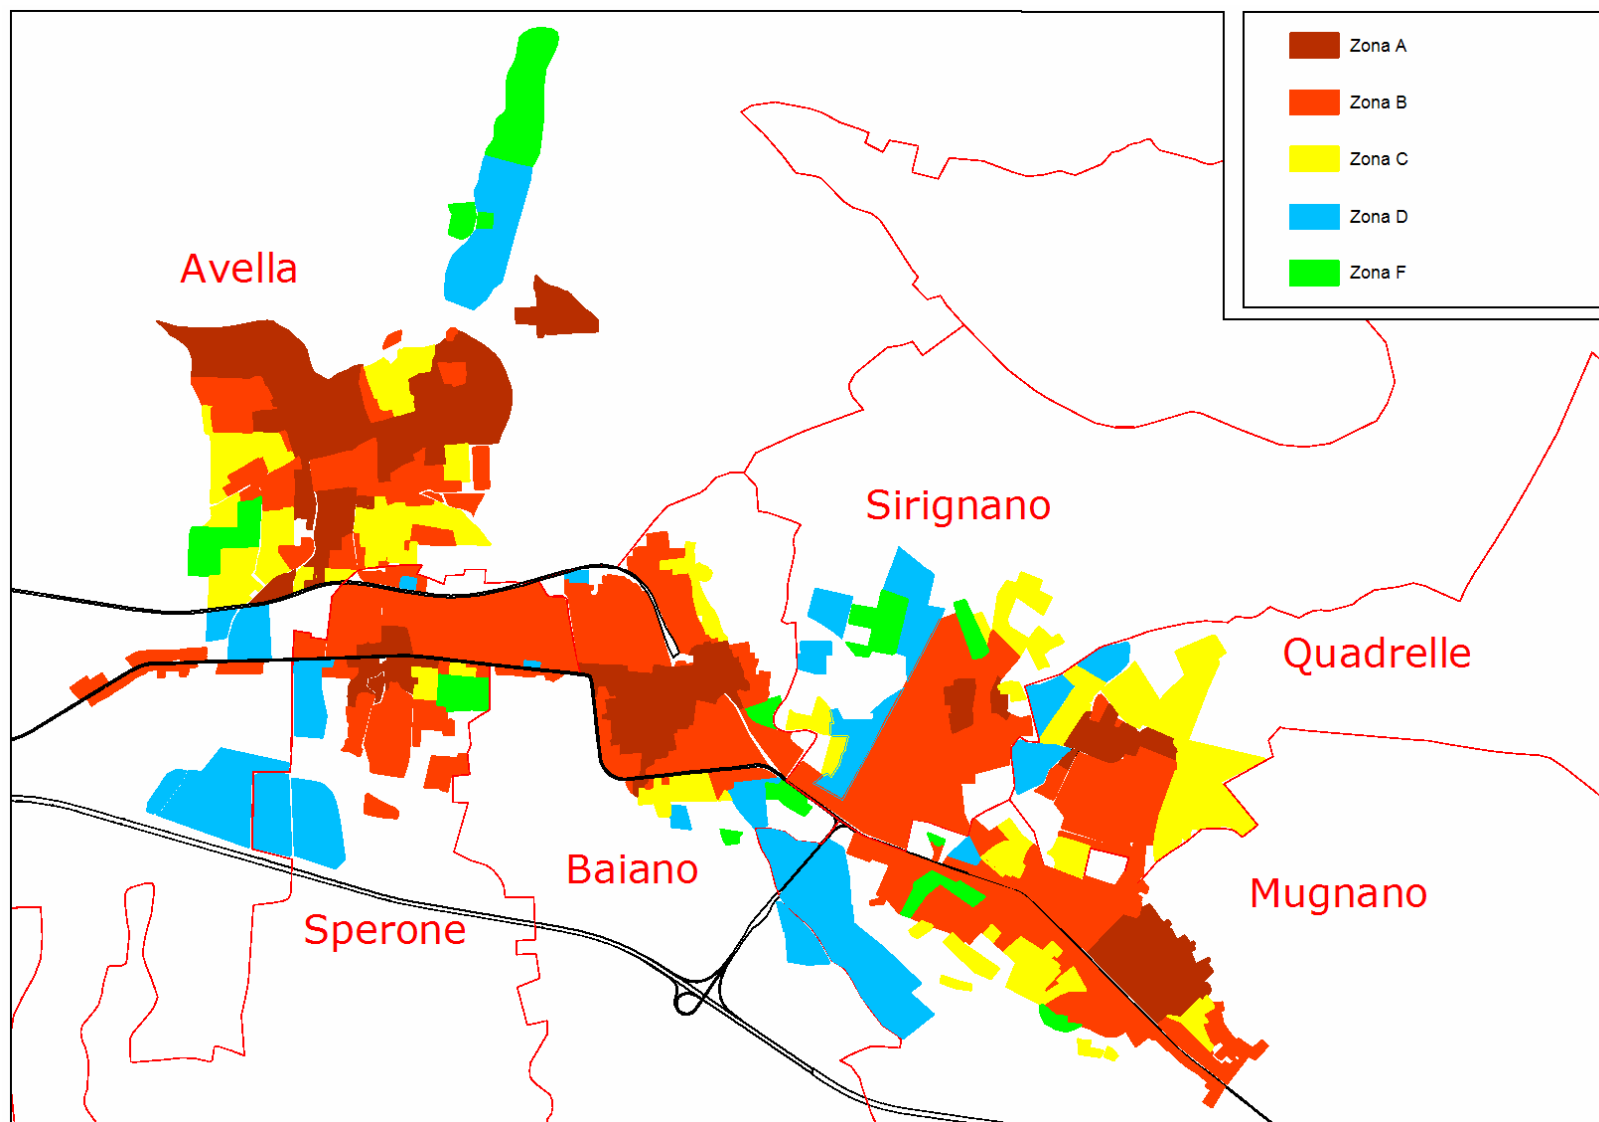 Zona A
Zona B
Zona C
Zona D
Zona F
Avella
Sirignano
Quadrelle
Baiano
Mugnano
Sperone